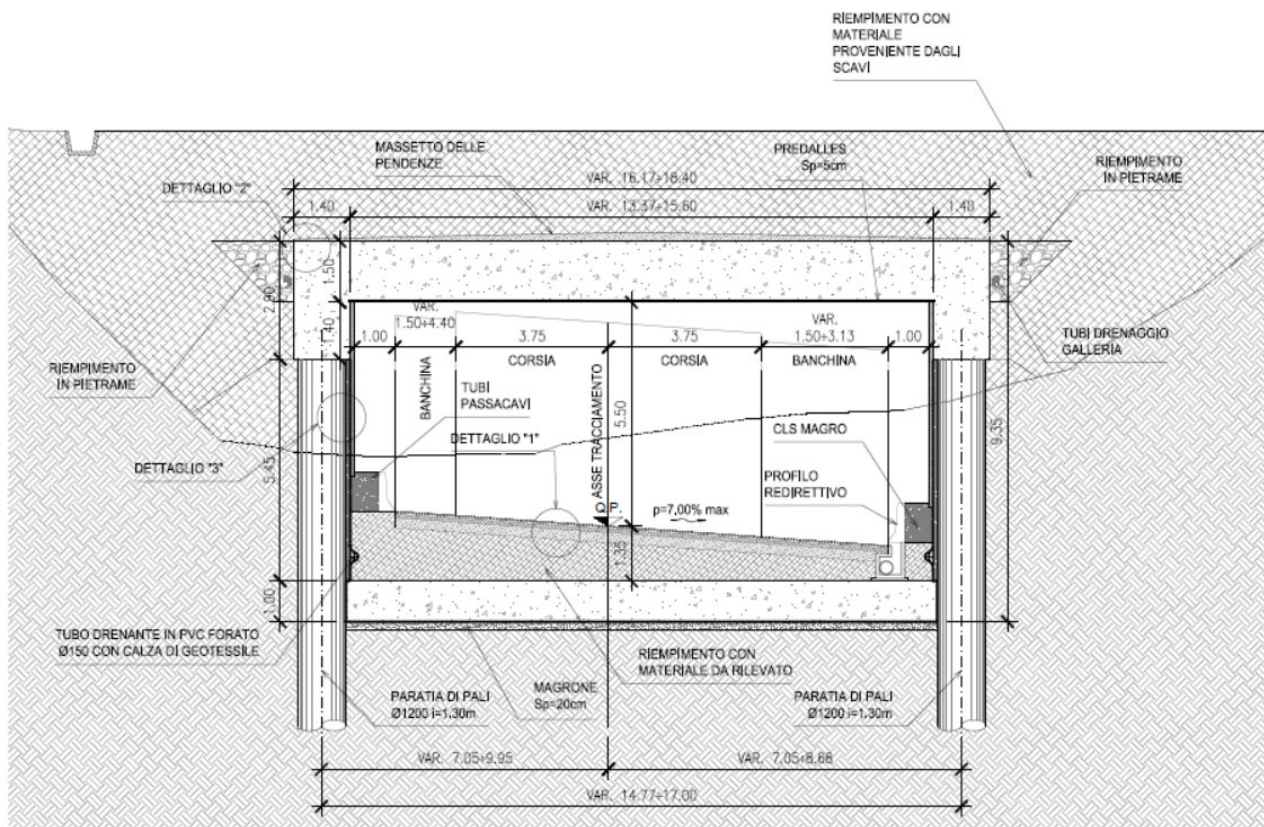 RIEMPIMENTO CON
MATERIALE
PROVENIENTE DAGLI
SCAVI
MASSETTO DELLE
PENDENZE
PREDALLES
Sp=5cm
RIEMPIMENTO
IN PIETRAME
DETTAGLIO "2"
VAR. 16.17÷18.40
1.40
VAR. 13.37÷15.60
1.40
1.50
2.90
1.40
VAR.
1.50÷4.40
VAR.
1.50÷3.13
1.00
3.75
3.75
1.00
CORSIA
CORSIA
BANCHINA
TUBI DRENAGGIO
GALLERIA
RIEMPIMENTO
IN PIETRAME
BANCHINA
TUBI
PASSACAVI
ASSE TRACCIAMENTO
5.50
9.35
CLS MAGRO
DETTAGLIO "1"
DETTAGLIO "3"
5.45
PROFILO
REDIRETTIVO
Q.P.
p=7.00% max
1.35
1.00
TUBO DRENANTE IN PVC FORATO
Ø150 CON CALZA DI GEOTESSILE
RIEMPIMENTO CON
MATERIALE DA RILEVATO
MAGRONE
Sp=20cm
PARATIA DI PALI
Ø1200 i=1.30m
PARATIA DI PALI
Ø1200 i=1.30m
VAR. 7.05÷9.95
VAR. 7.05÷8.68
VAR. 14.77÷17.00